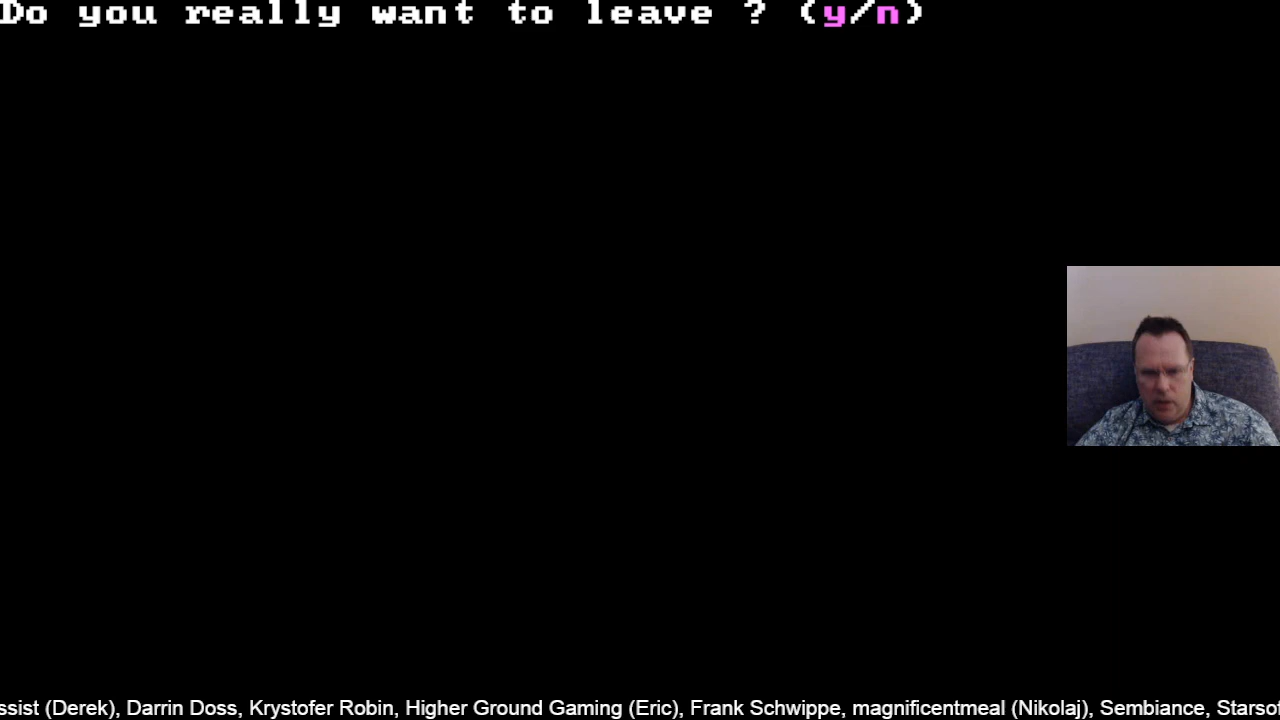 Do you really want to leave ? (y/n)
ssist (Derek), Darrin Doss, Krystofer Robin, Higher Ground Gaming (Eric), Frank Schwippe, magnificentmeal (Nikolaj), Sembiance, Starso